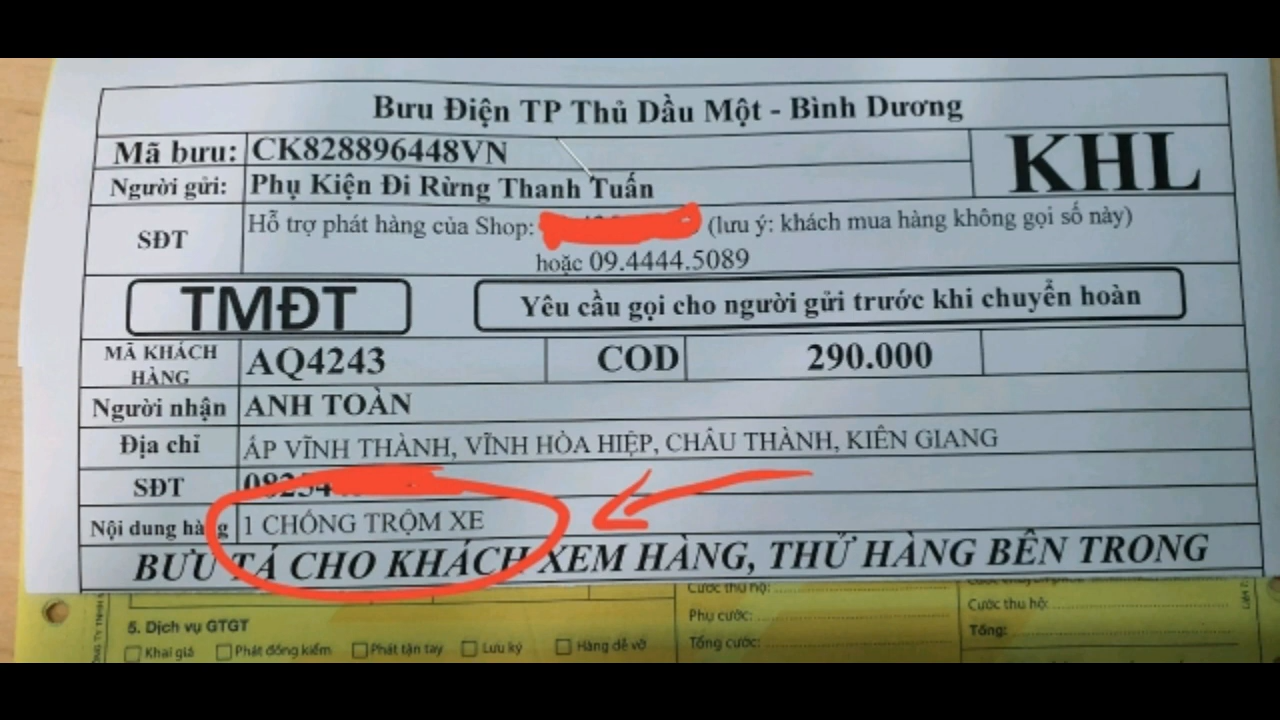 Bưu Điện TP Thủ Dầu Một - Bình Dương
Mã bưu: CK828896448VN
KHL
Người gửi: Phụ Kiện Đi Rừng Thanh Tuấn
SĐT
Hỗ trợ phát hàng của Shop: (lưu ý: khách mua hàng không gọi số này)
hoặc 09.4444.5089
TMĐT
Yêu cầu gọi cho người gửi trước khi chuyển hoàn
MÃ KHÁCH HÀNG AQ4243 COD 290.000
Người nhận ANH TOÀN
Địa chỉ ẤP VĨNH THÀNH, VĨNH HÒA HIỆP, CHÂU THÀNH, KIÊN GIANG
SĐT
Nội dung hàng 1 CHỐNG TRỘM XE
BƯU TÁ CHO KHÁCH XEM HÀNG, THỬ HÀNG BÊN TRONG
5. Dịch vụ GTGT
Khai giá Phát đồng kiểm Phát tận tay Lưu ký Hàng dễ vỡ
Cước thu hộ:
Phụ cước:
Tổng cước:
Cước thu hộ:
Tổng: